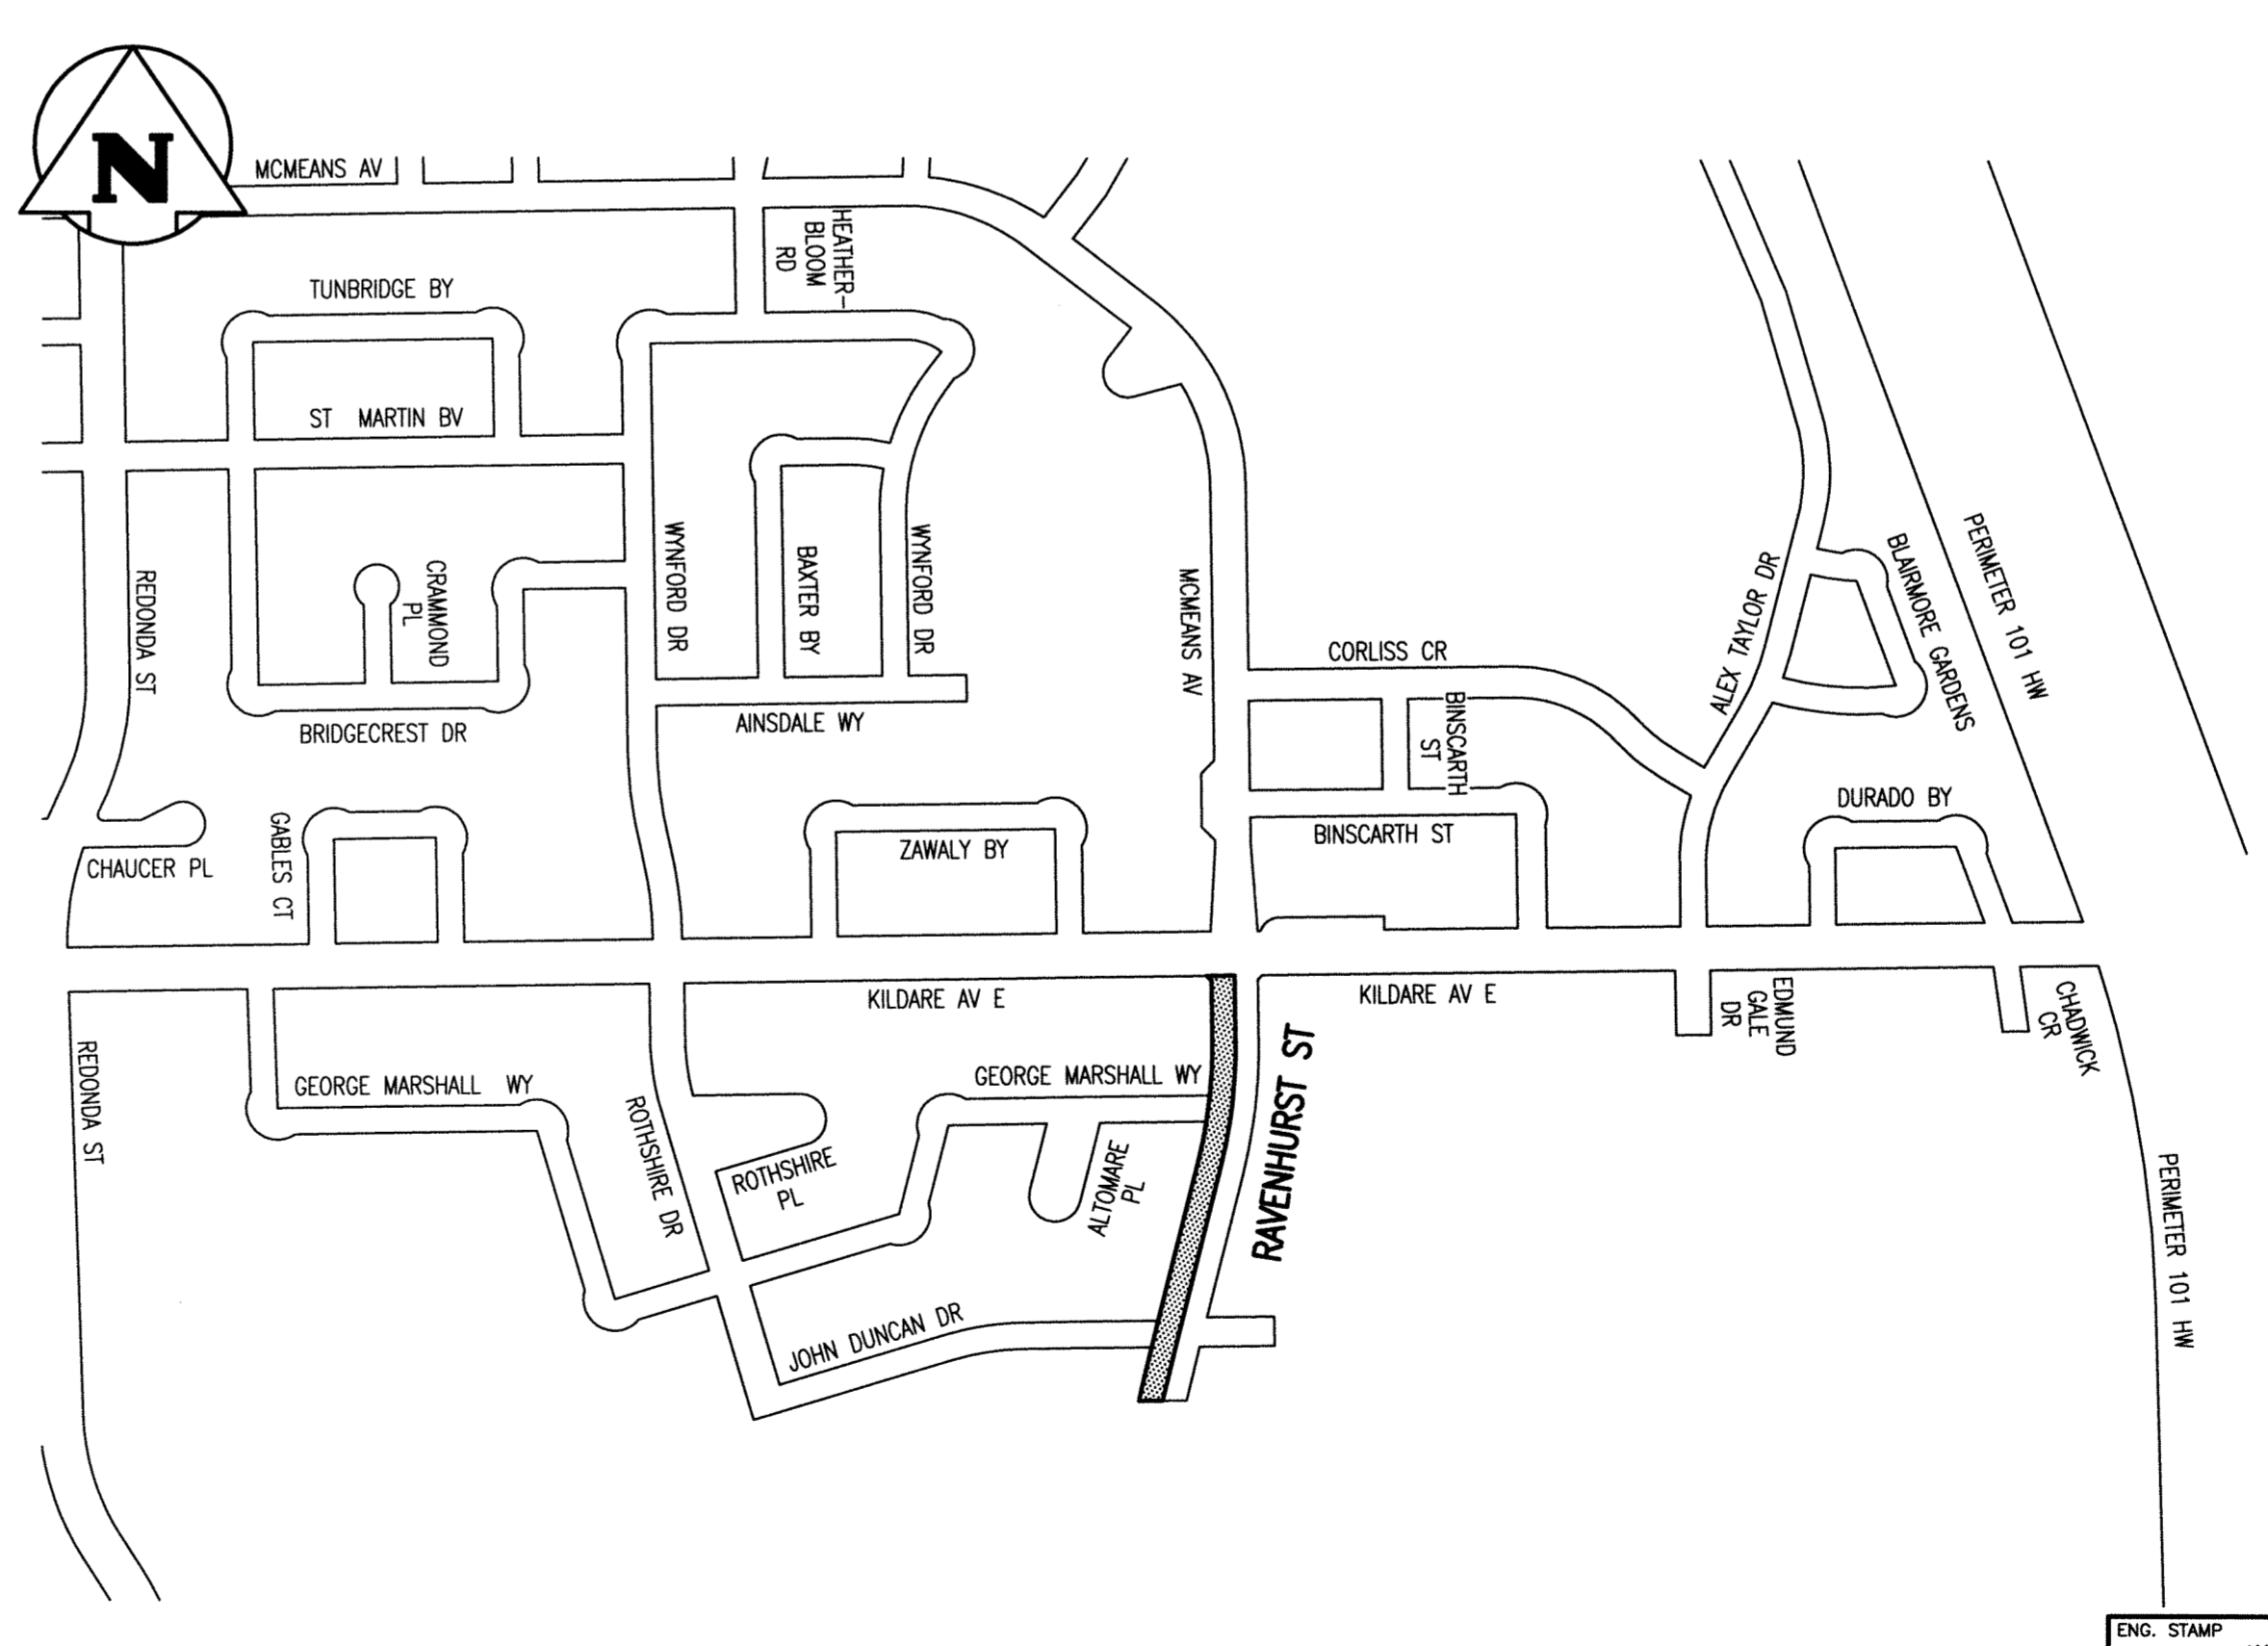 N
MCMEANS AV
HEATHER-
BLOOM
RD
TUNBRIDGE BY
ST MARTIN BV
REDONDA ST
CRAMMOND
PL
WYNFORD DR
BAXTER BY
WYNFORD DR
MCMEANS AV
ALEX TAYLOR DR
BLAIRMORE GARDENS
PERIMETER 101 HW
CORLISS CR
BINSCARTH
ST
BRIDGECREST DR
AINSDALE WY
DURADO BY
BINSCARTH ST
GABLES CT
ZAWALY BY
CHAUCER PL
KILDARE AV E
KILDARE AV E
EDMUND
GALE
DR
CHADWICK
CR
REDONDA ST
GEORGE MARSHALL WY
GEORGE MARSHALL WY
RAVENHURST ST
ROTHSHIRE DR
ROTHSHIRE
PL
ALTOMARE
PL
PERIMETER 101 HW
JOHN DUNCAN DR
ENG. STAMP